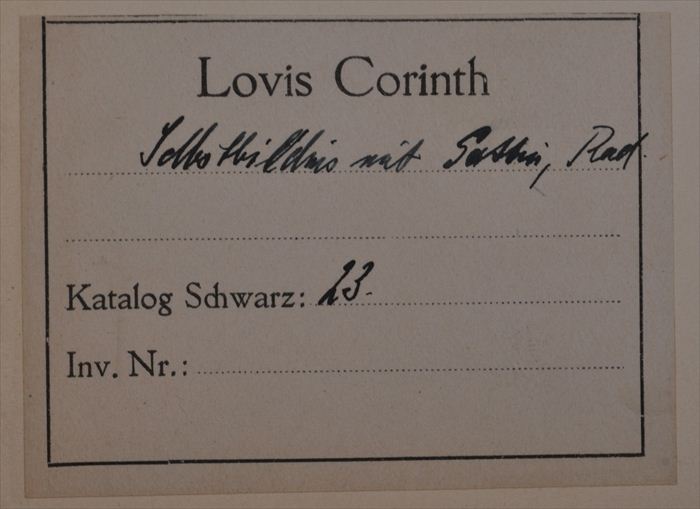 Lovis Corinth
Selbstbildnis mit Gattin, Rad.
Katalog Schwarz: 23.
Inv. Nr.: